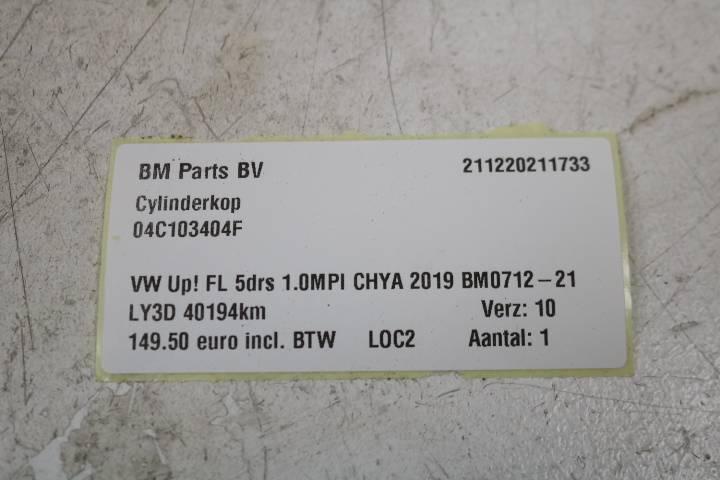 BM Parts BV 211220211733
Cylinderkop
04C103404F
VW Up! FL 5drs 1.0MPI CHYA 2019 BM0712-21
LY3D 40194km Verz: 10
149.50 euro incl. BTW LOC2 Aantal: 1